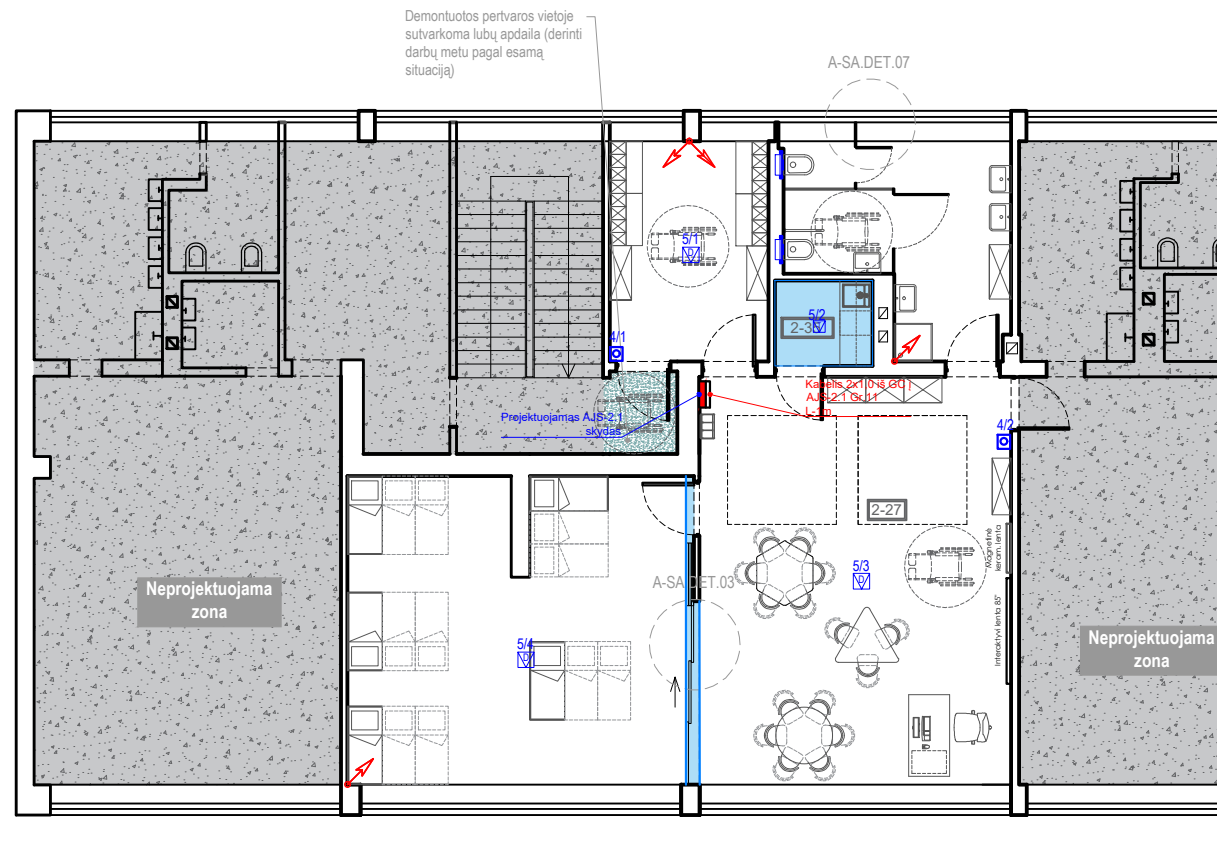 Demontuotos pertvaros vietoje
sutvarkoma lubų apdaila (derinti
darbų metu pagal esamą
situaciją)
A-SA.DET.07
5/1
D
4/1
5/2
2-3
Kabelis 2x1,0 iš GC į
AJS-2.1 Gr.11
L-1m
Projektuojamas AJS-2.1
skydas
4/2
2-27
Magnetinė
keram. lenta
5/3
D
A-SA.DET.03
Neprojektuojama
zona
Interaktyvi lenta 85"
5/4
D
Neprojektuojama
zona